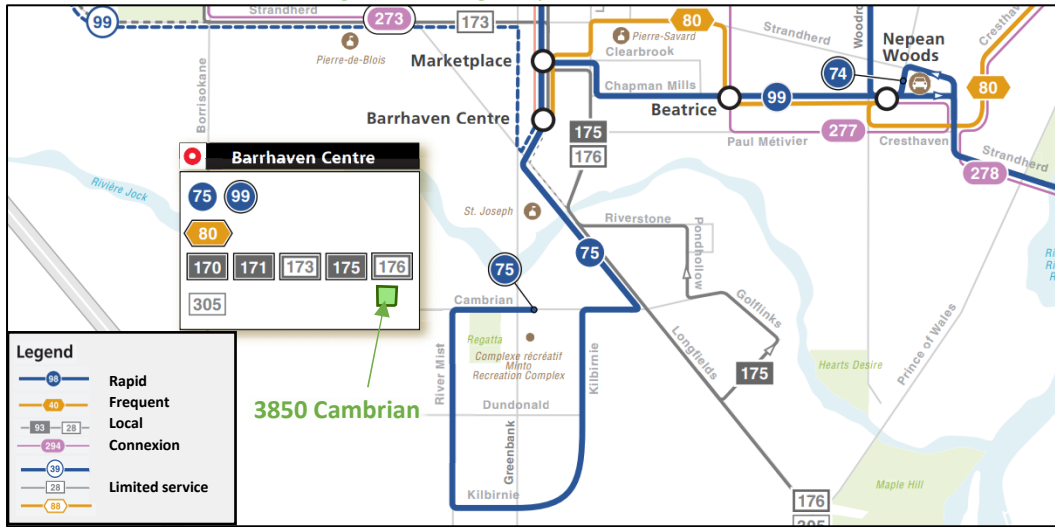 Strandherd
273
173
80
99
Pierre-de-Blois
Borrisokane
Marketplace
Barrhaven Centre
Pierre-Savard
Clearbrook
Chapman Mills
Beatrice
99
Strandherd
Woodro
Nepean
Woods
74
Cresthaven
80
277
Paul Métivier
Cresthaven
Strandherd
278
175
176
Barrhaven Centre
75 99
80
170 171 173 175 176
305
Rivière Jock
St. Joseph
Riverstone
Pondhollow
75
75
Cambrian
Golflinks
Longfields
175
Prince of Wales
Hearts Desire
Regatta
Complexe récréatif
Minto
Recreation Complex
River Mist
Kilbirnie
Dundonald
Greenbank
Kilbirnie
Maple Hill
176
305
3850 Cambrian
Legend
98 Rapid
40 Frequent
93 28 Local
294 Connexion
39
28 Limited service
88